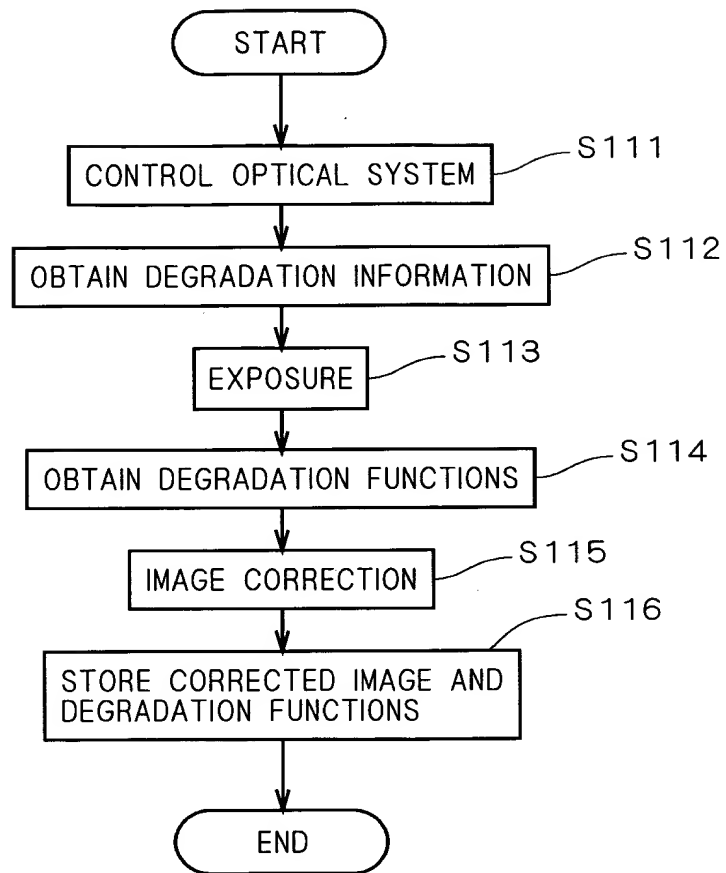 START
CONTROL OPTICAL SYSTEM
S111
OBTAIN DEGRADATION INFORMATION
S112
EXPOSURE
S113
OBTAIN DEGRADATION FUNCTIONS
S114
IMAGE CORRECTION
S115
STORE CORRECTED IMAGE AND
DEGRADATION FUNCTIONS
S116
END